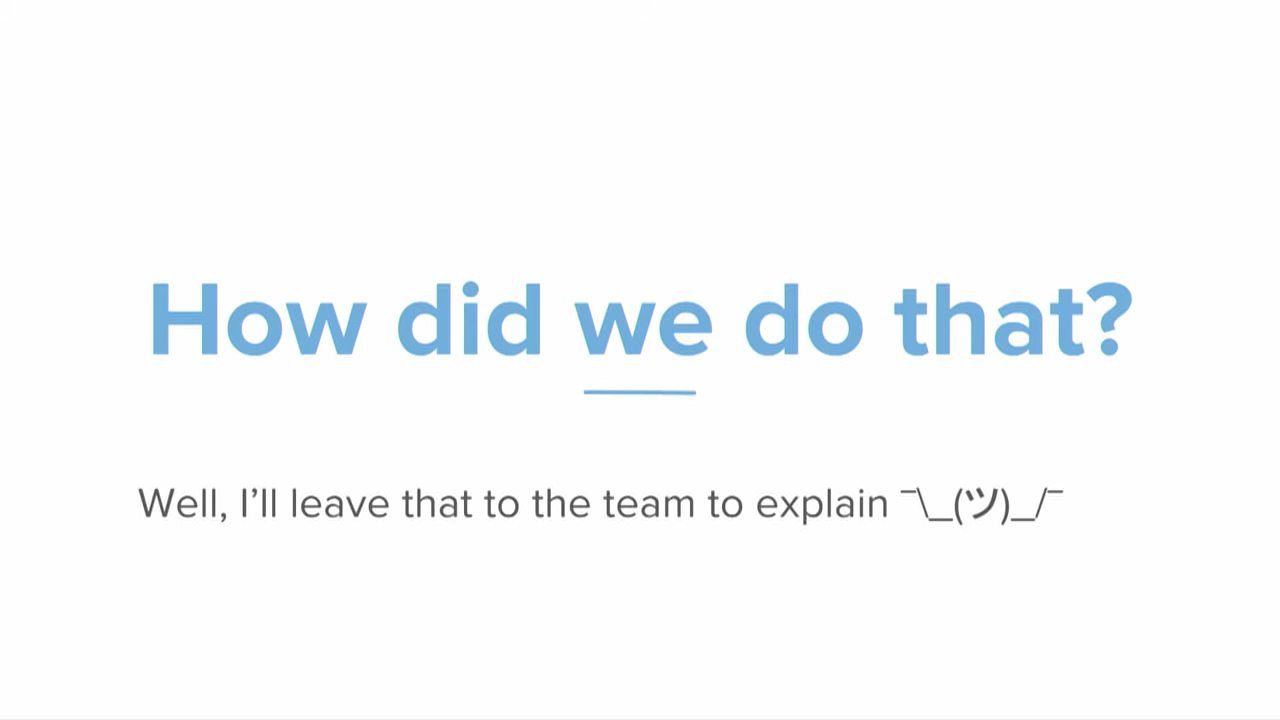 How did we do that?
Well, I’ll leave that to the team to explain ¯\_(ツ)_/¯